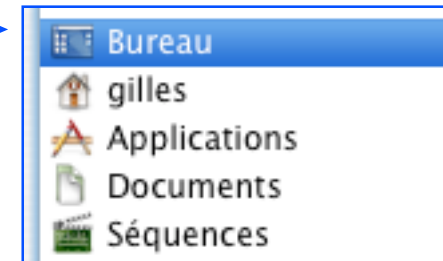 Bureau
gilles
Applications
Documents
Séquences